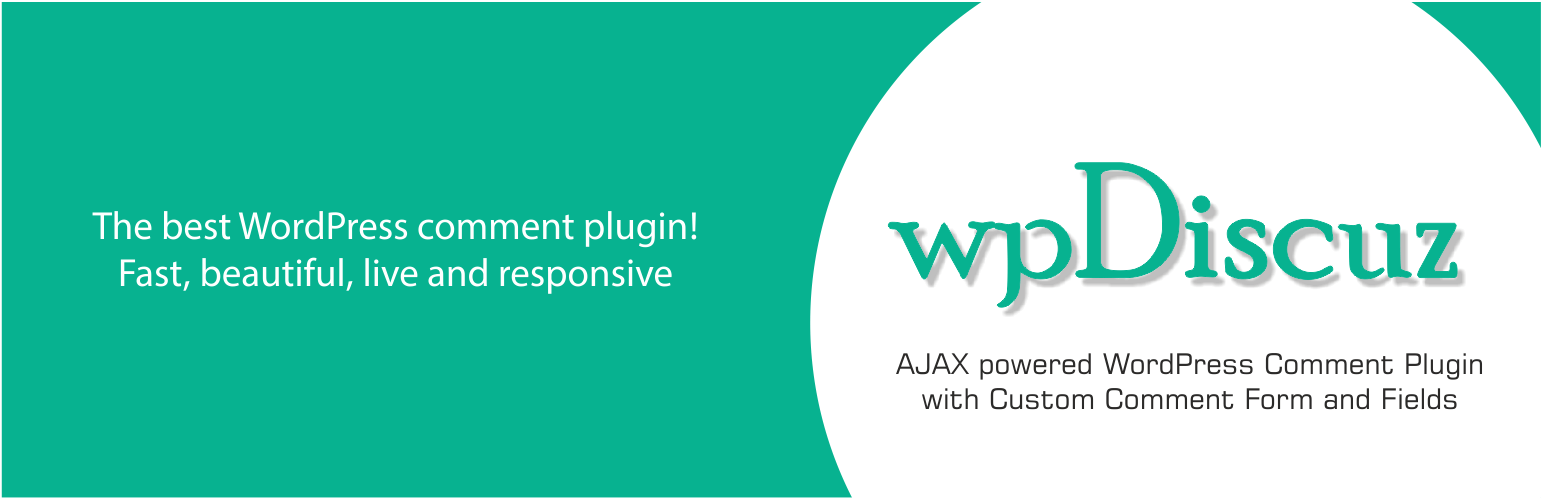 The best WordPress comment plugin!
Fast, beautiful, live and responsive
wpDiscuz
AJAX powered WordPress Comment Plugin
with Custom Comment Form and Fields